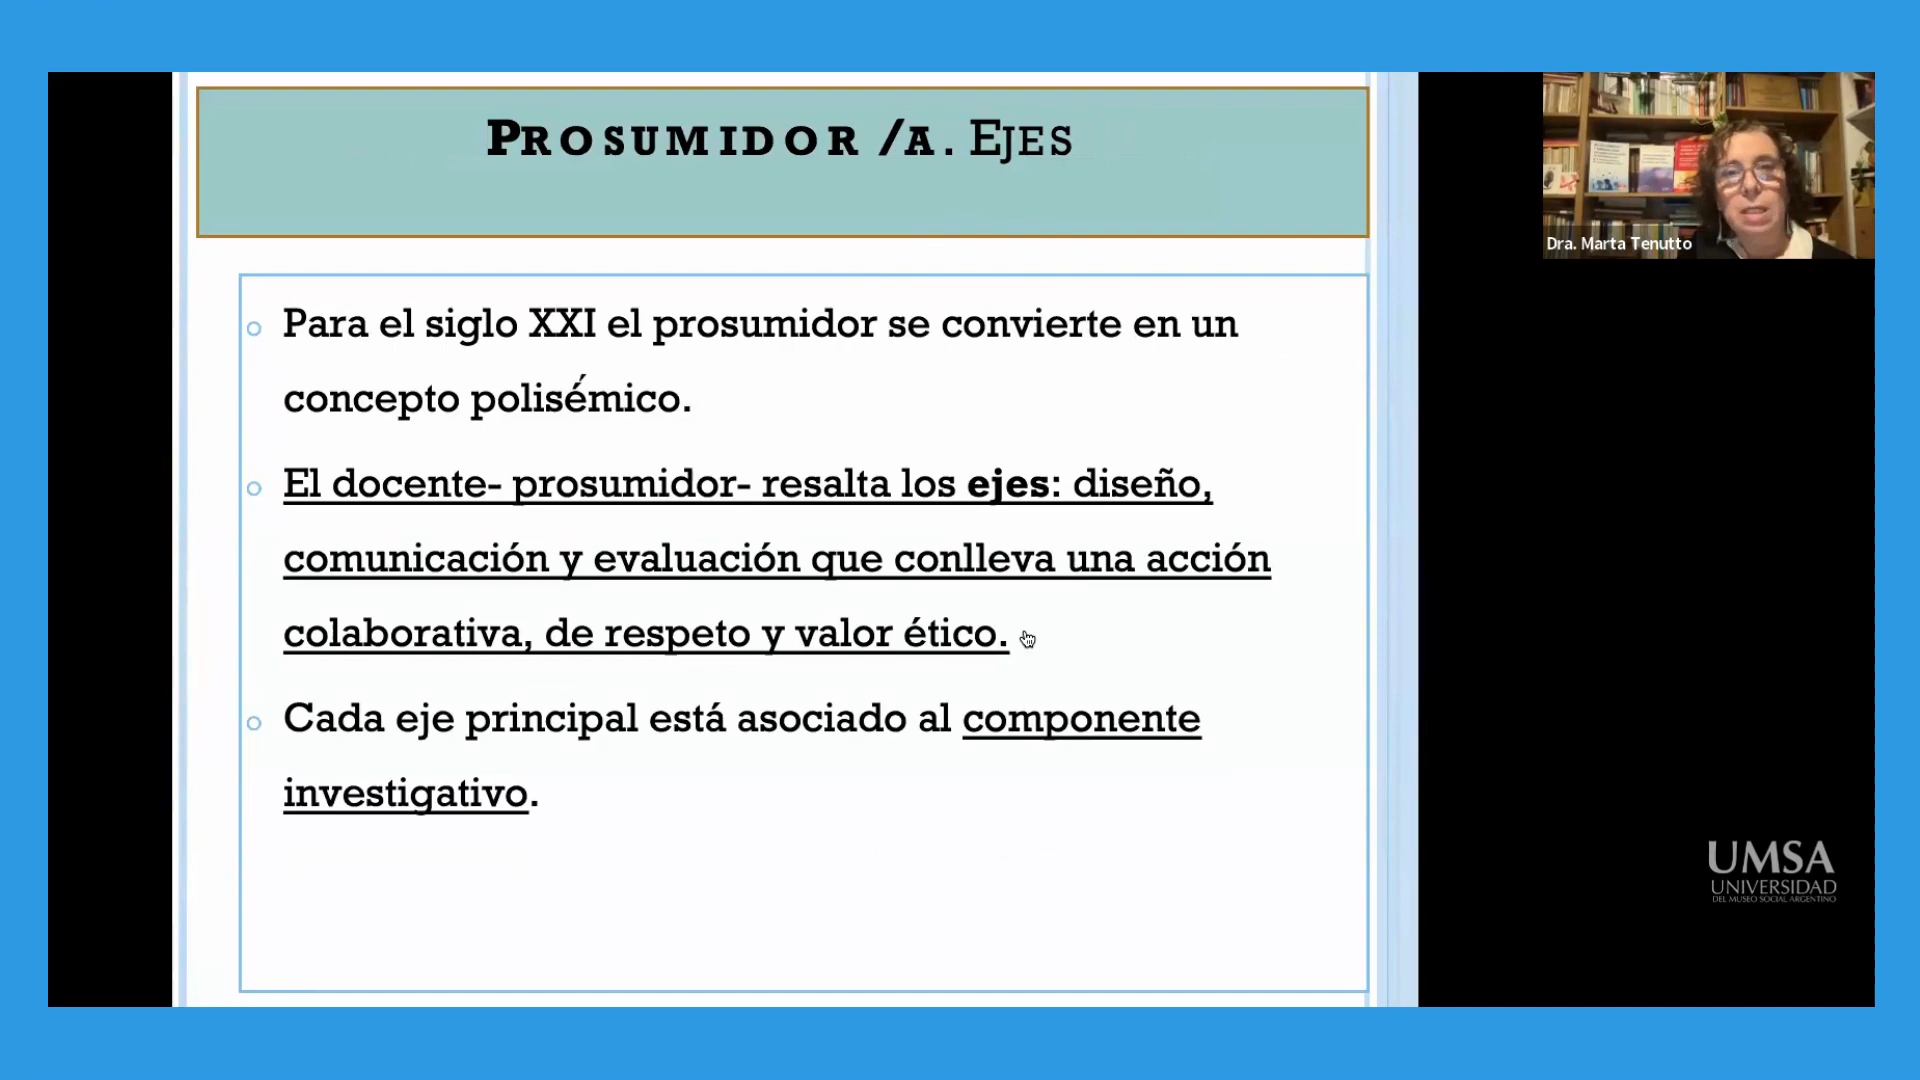 PROSUMIDOR /A. EJES
Dra. Marta Tenutto
Para el siglo XXI el prosumidor se convierte en un
concepto polisémico.
El docente- prosumidor- resalta los ejes: diseño,
comunicación y evaluación que conlleva una acción
colaborativa, de respeto y valor ético.
Cada eje principal está asociado al componente
investigativo.
UMSA
UNIVERSIDAD
DEL MUSEO SOCIAL ARGENTINO